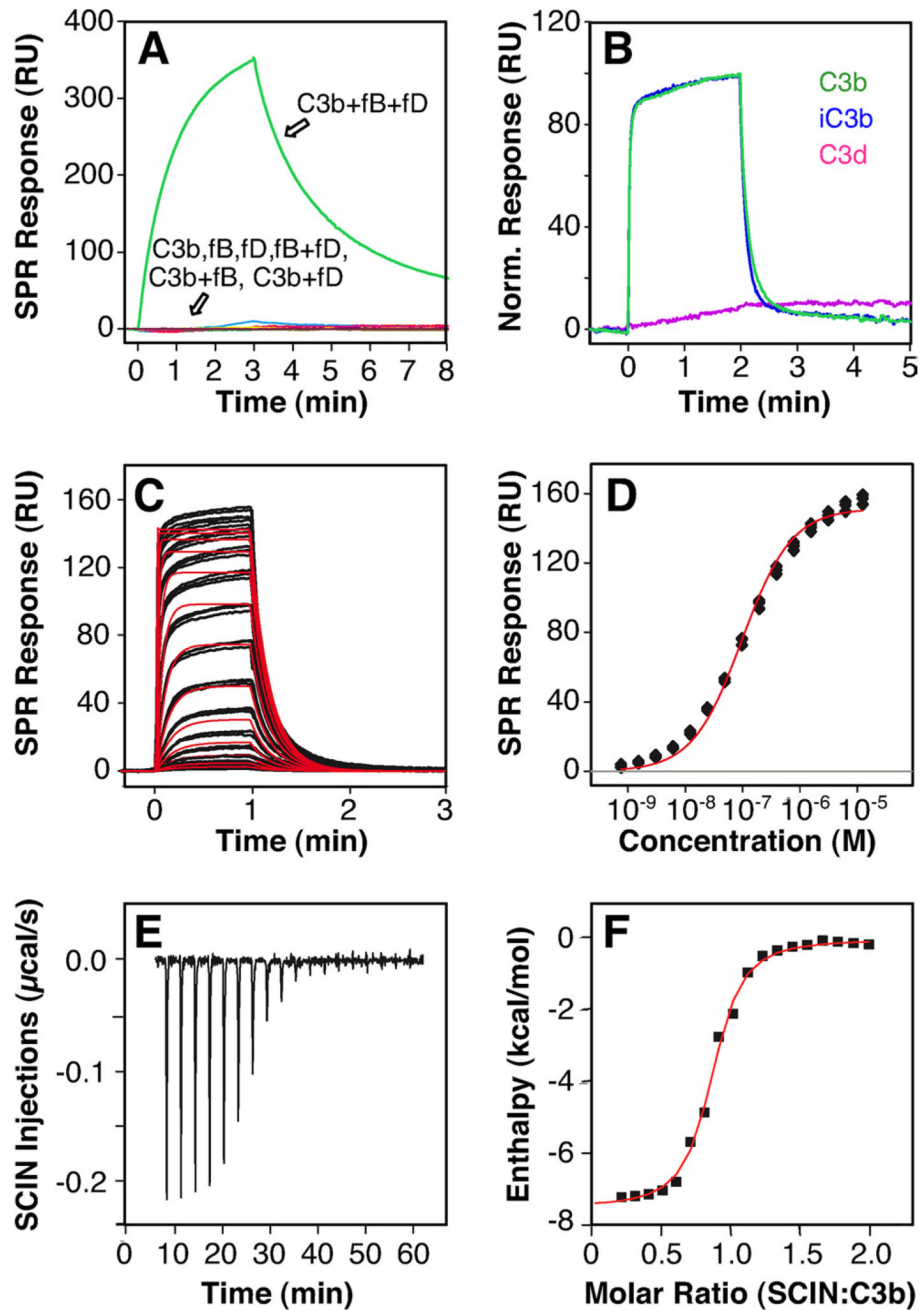 A
SPR Response (RU)
400
300
200
100
0
C3b+fB+fD
C3b,fB,fD,fB+fD,
C3b+fB, C3b+fD
0 1 2 3 4 5 6 7 8
Time (min)
B
Norm. Response (RU)
120
80
40
0
C3b
iC3b
C3d
0 1 2 3 4 5
Time (min)
C
SPR Response (RU)
160
120
80
40
0
0 1 2 3
Time (min)
D
SPR Response (RU)
160
120
80
40
0
10-9 10-8 10-7 10-6 10-5
Concentration (M)
E
SCIN Injections (µcal/s)
0.0
-0.1
-0.2
0 10 20 30 40 50 60
Time (min)
F
Enthalpy (kcal/mol)
0
-2
-4
-6
-8
0 0.5 1.0 1.5 2.0
Molar Ratio (SCIN:C3b)